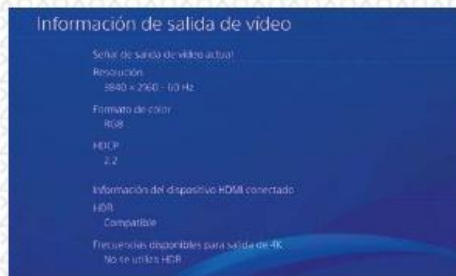 Información de salida de vídeo
Señal de salida de vídeo actual
Resolución
3840 × 2160 - 60 Hz
Formato de color
RGB
HDCP
2.2
Información del dispositivo HDMI conectado
HDR
Compatible
Frecuencias disponibles para salida de 4K
No se utiliza HDR